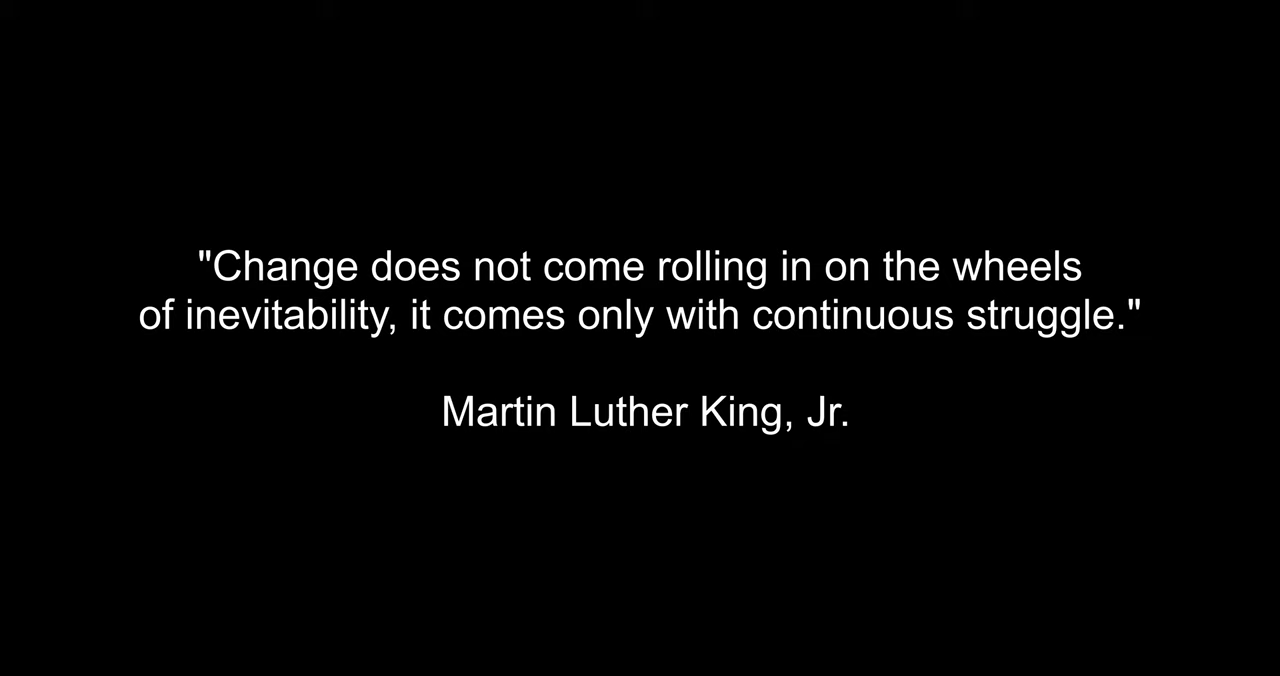 "Change does not come rolling in on the wheels
of inevitability, it comes only with continuous struggle."
Martin Luther King, Jr.